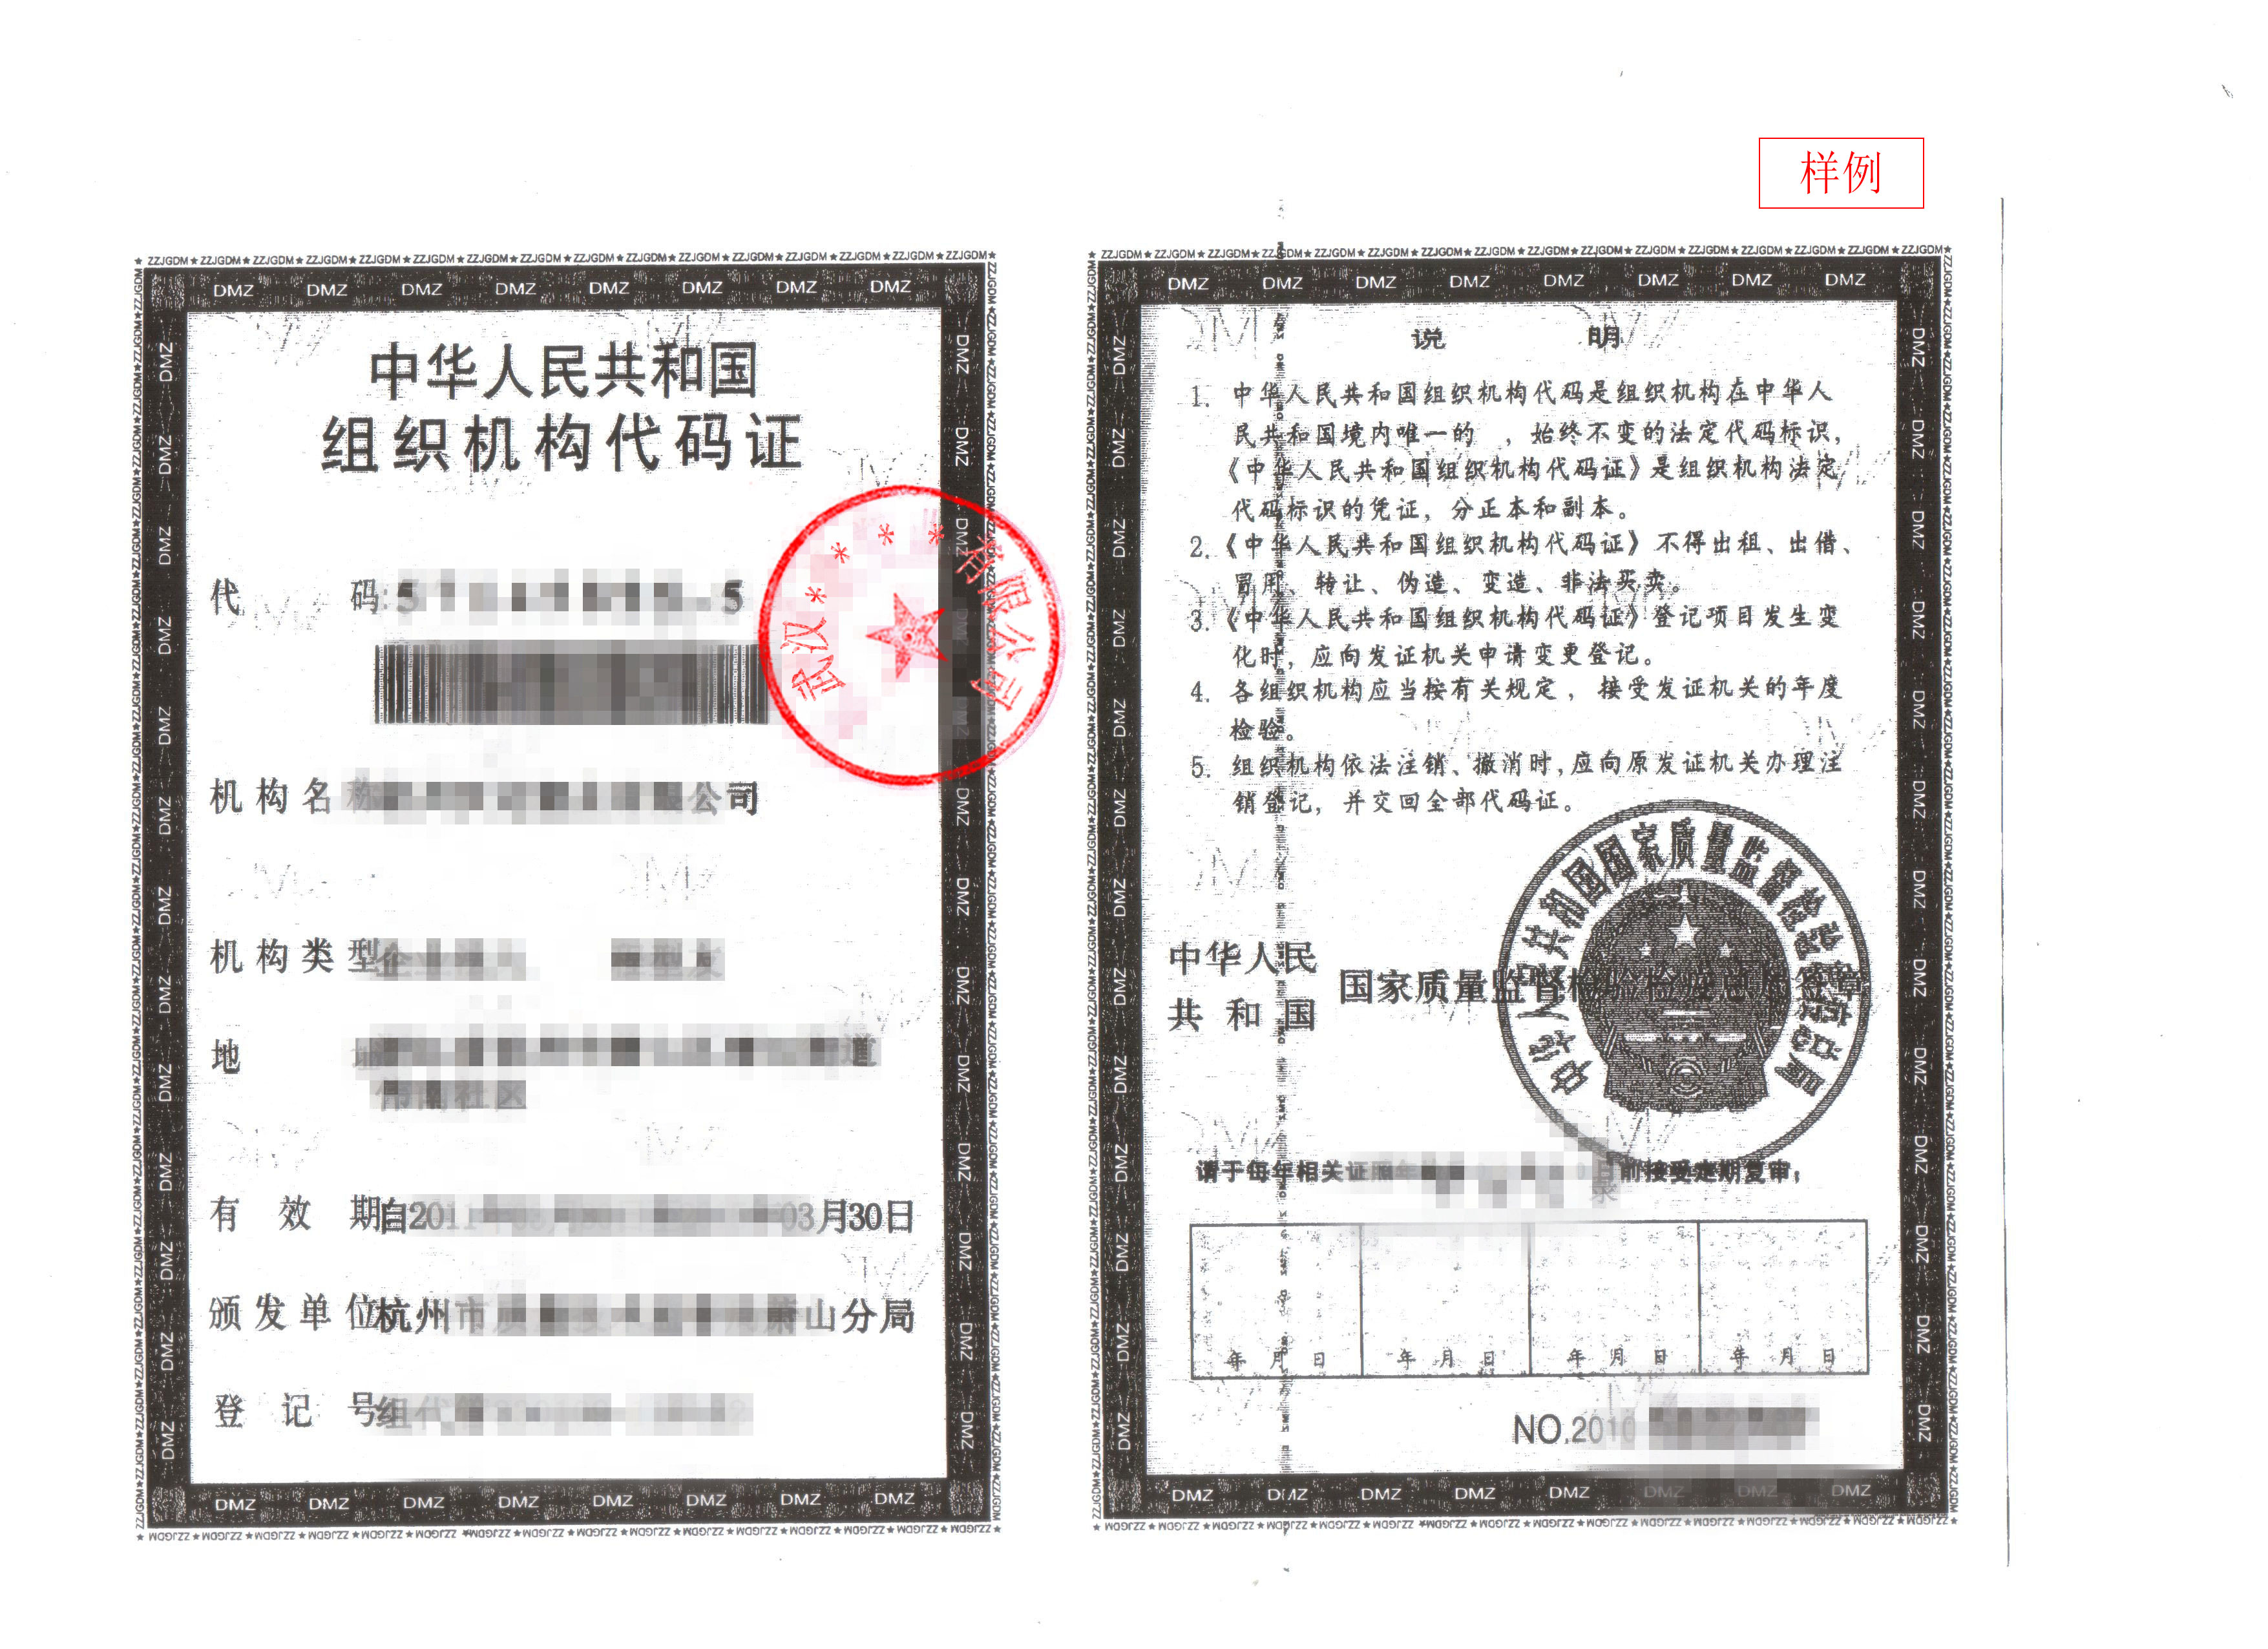 样例
中华人民共和国
组织机构代码证
代 码: 5 5
机构名称 限公司
机构类型
地 街道
社区
有效期 自2011 03月30日
颁发单位 杭州市 萧山分局
登记号 组代
武汉 * * * * 有限公司
说 明
1. 中华人民共和国组织机构代码是组织机构在中华人
民共和国境内唯一的 ,始终不变的法定代码标识,
《中华人民共和国组织机构代码证》是组织机构法定
代码标识的凭证, 分正本和副本。
2.《中华人民共和国组织机构代码证》不得出租、出借、
冒用、转让、伪造、变造、非法买卖。
3.《中华人民共和国组织机构代码证》登记项目发生变
化时, 应向发证机关申请变更登记。
4. 各组织机构应当按有关规定, 接受发证机关的年度
检验。
5. 组织机构依法注销、撤消时,应向原发证机关办理注
销登记, 并交回全部代码证。
中华人民
共和国
国家质量监督检验检疫总局签章
中华人民共和国国家质量监督检验检疫总局
请于每年相关证照年 日前接受定期复审;
年 月 日 年 月 日 年 月 日 年 月 日
NO.2010